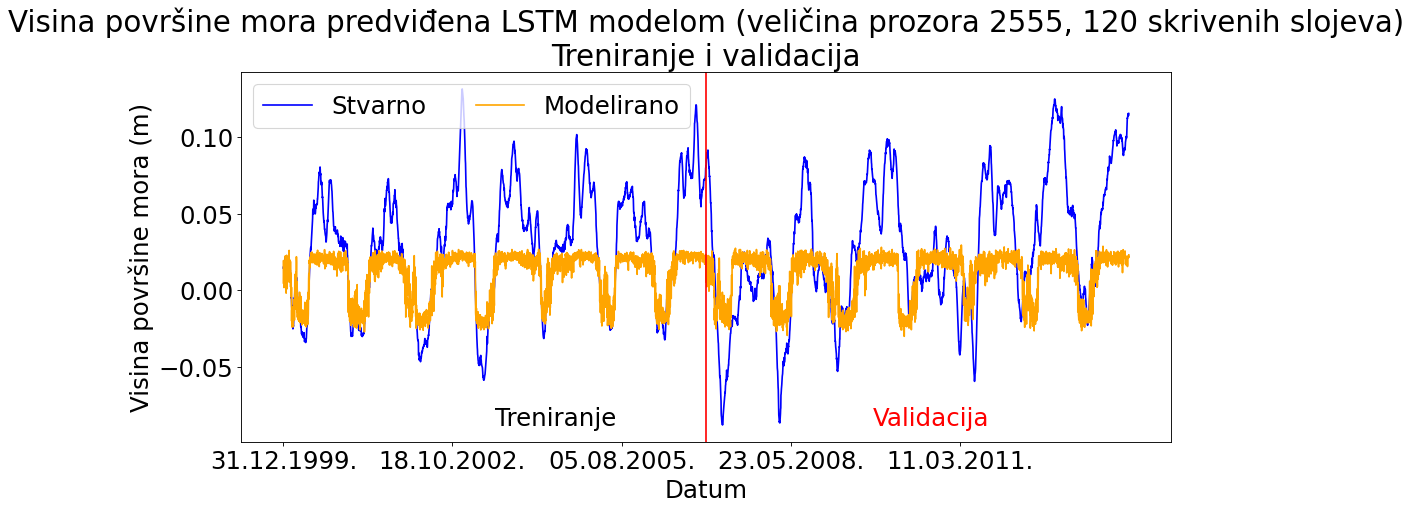 Visina površine mora predviđena LSTM modelom (veličina prozora 2555, 120 skrivenih slojeva)
Treniranje i validacija
Stvarno
Modelirano
Visina površine mora (m)
0.10
0.05
0.00
−0.05
Treniranje
Validacija
31.12.1999.
18.10.2002.
05.08.2005.
23.05.2008.
11.03.2011.
Datum